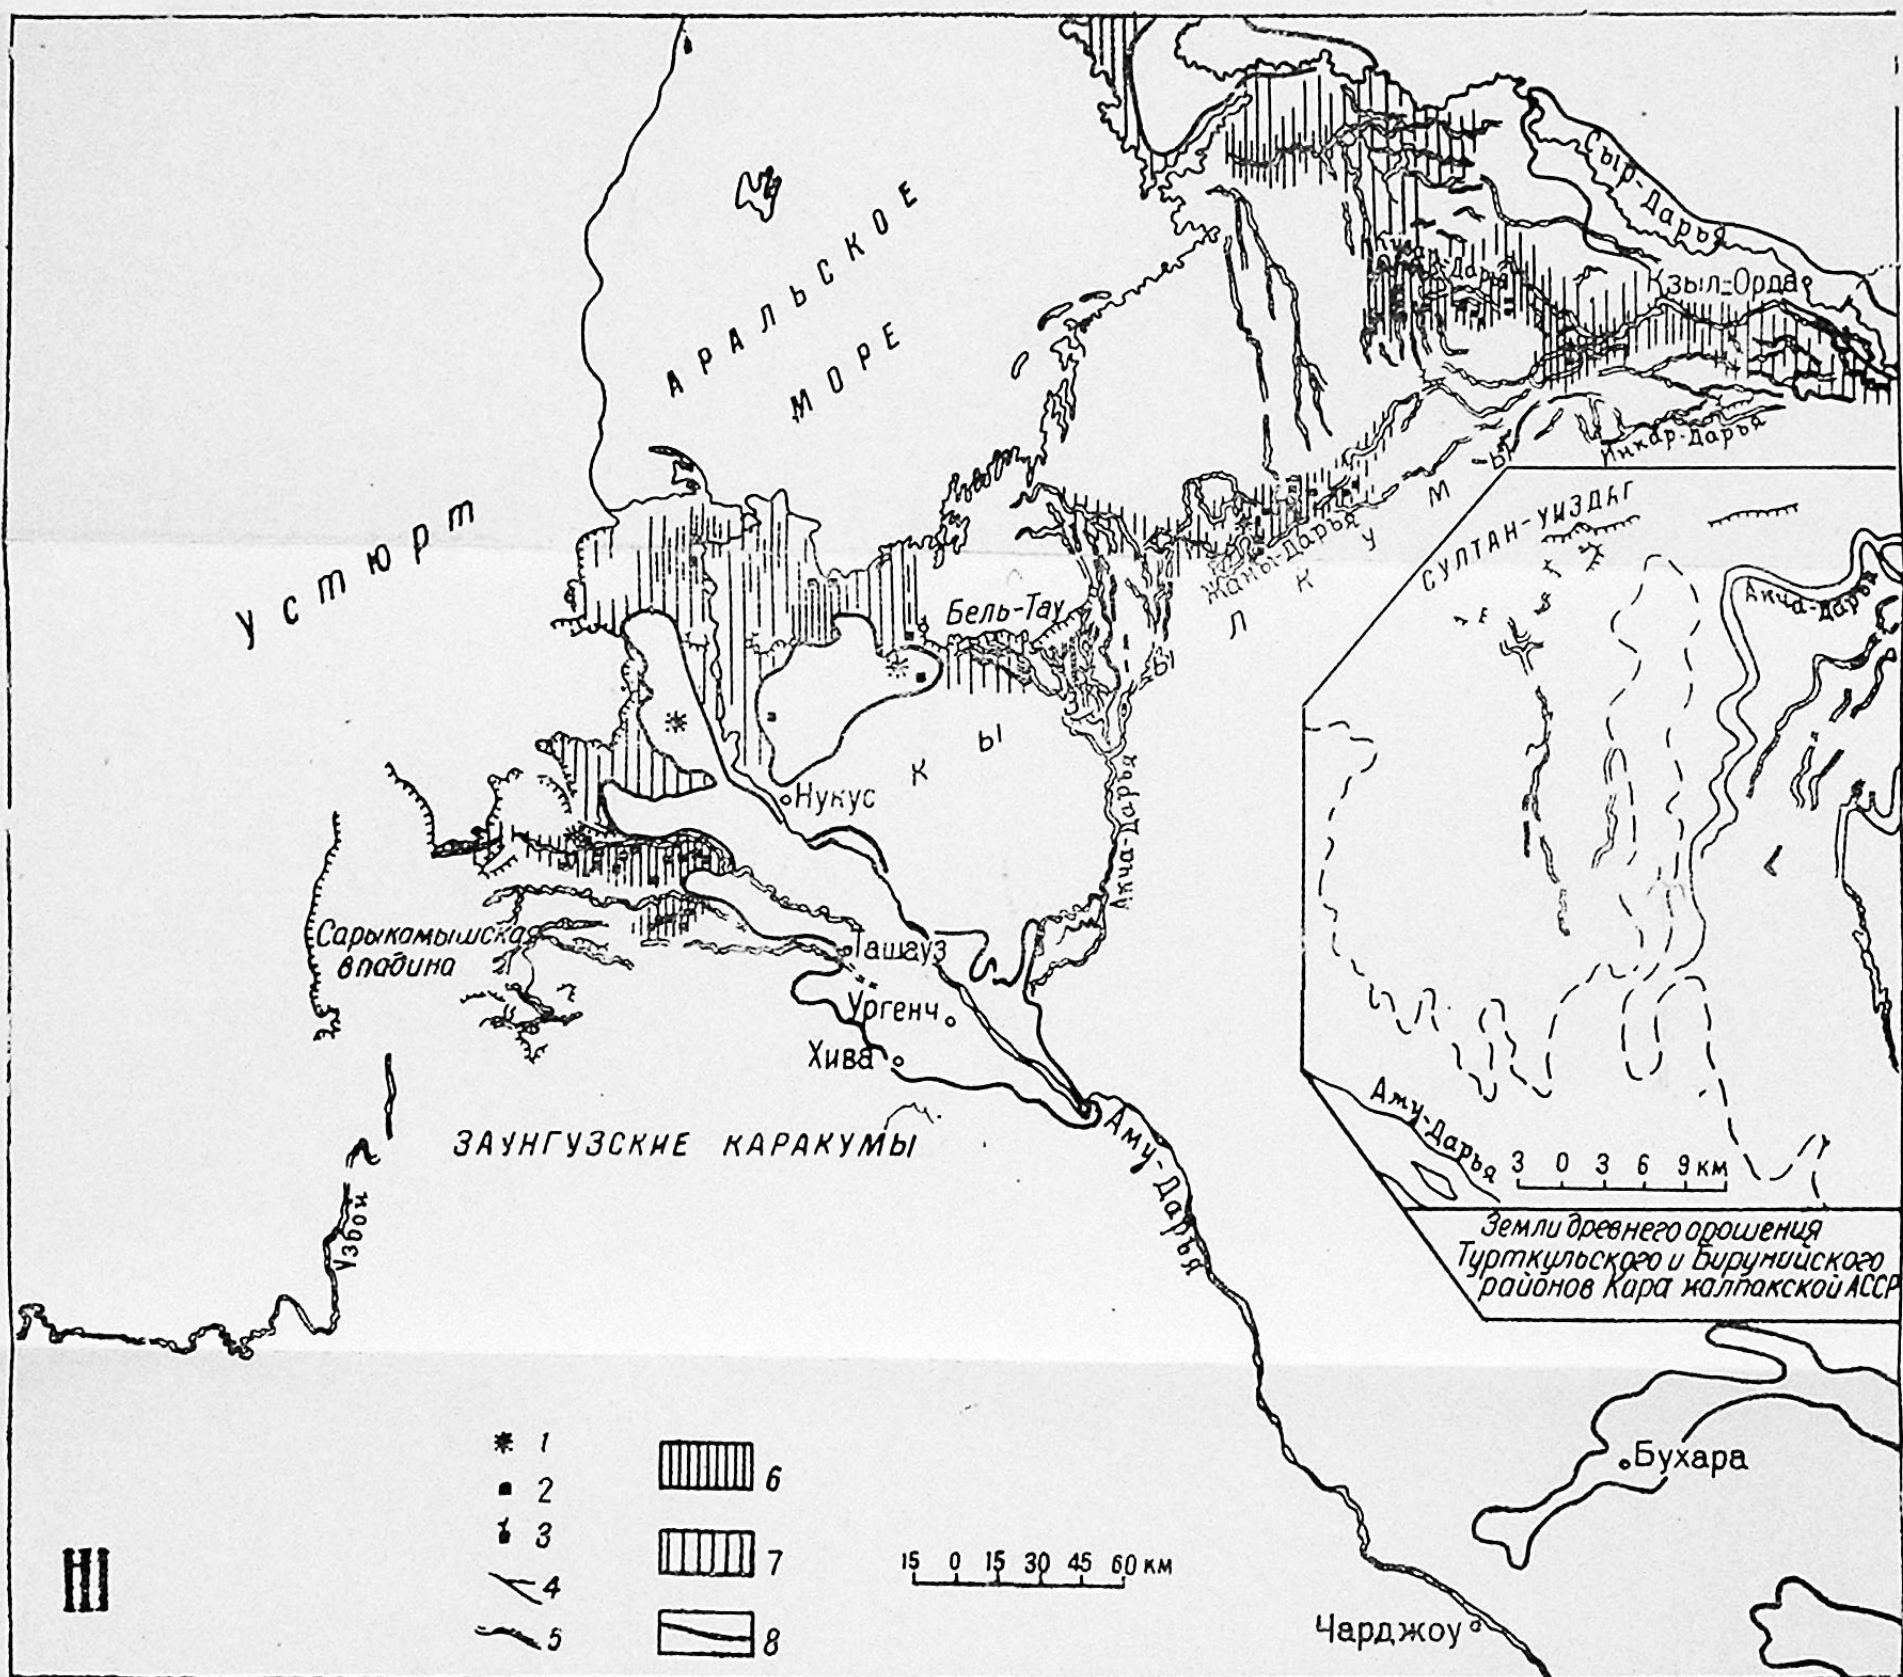 АРАЛЬСКОЕ
МОРЕ
Сыр-Дарья
Кзыл-Орда
Инкар-Дарья
Жаны-Дарья
УСТЮРТ
Бель-Тау
КЫЗЫЛКУМЫ
Акча-Дарья
Нукус
Сарыкамышская
впадина
Ташауз
Ургенч
Хива
ЗАУНГУЗСКИЕ КАРАКУМЫ
Аму-Дарья
Узбой
Бухара
Чарджоу
СУЛТАН-УИЗДАГ
Акча-Дарья
Аму-Дарья
3 0 3 6 9 км
Земли древнего орошения
Турткульского и Бирунийского
районов Кара калпакской АССР
1
2
3
4
5
6
7
8
15 0 15 30 45 60 км
III